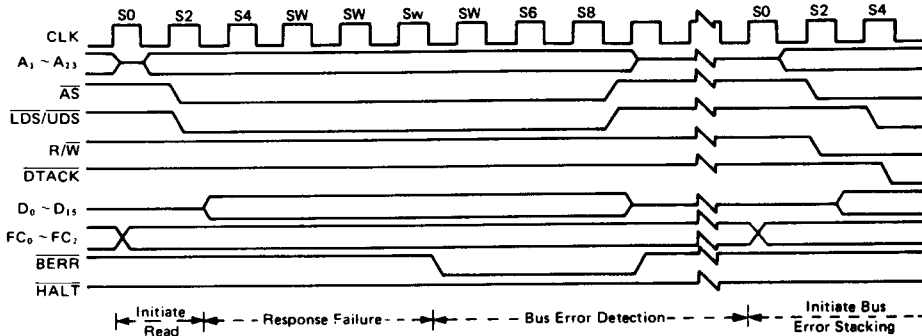 S0 S2 S4 SW SW Sw SW S6 S8 S0 S2 S4
CLK
A₁ ~ A₂₃
AS
LDS/UDS
R/W
DTACK
D₀ ~ D₁₅
FC₀ ~ FC₂
BERR
HALT
Initiate Read
Response Failure
Bus Error Detection
Initiate Bus Error Stacking